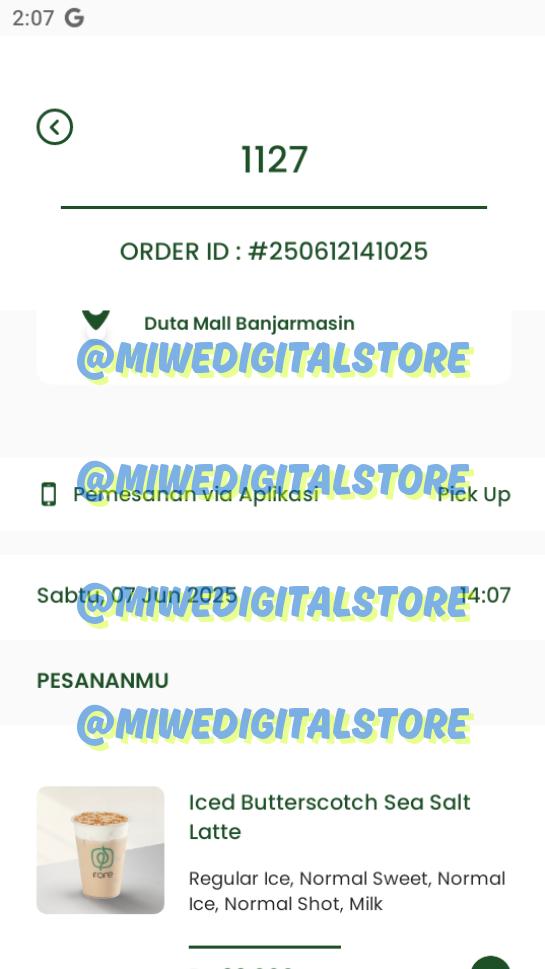 2:07 G
1127
ORDER ID : #250612141025
Duta Mall Banjarmasin
@MIWEDIGITALSTORE
@MIWEDIGITALSTORE
Pemesanan via Aplikasi Pick Up
Sabtu, 07 Jun 2025 14:07
@MIWEDIGITALSTORE
PESANANMU
@MIWEDIGITALSTORE
Iced Butterscotch Sea Salt
Latte
fore
Regular Ice, Normal Sweet, Normal
Ice, Normal Shot, Milk